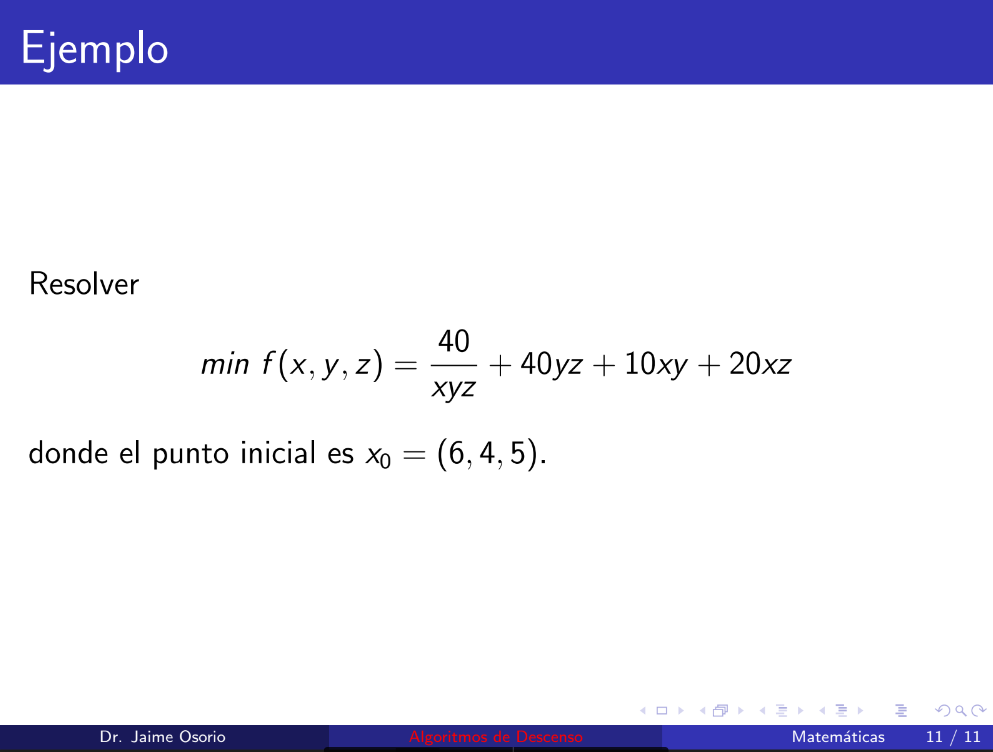 Ejemplo
Resolver
min f(x, y, z) = 40/xyz + 40yz + 10xy + 20xz
donde el punto inicial es x₀ = (6, 4, 5).
Dr. Jaime Osorio Algoritmos de Descenso Matemáticas 11 / 11